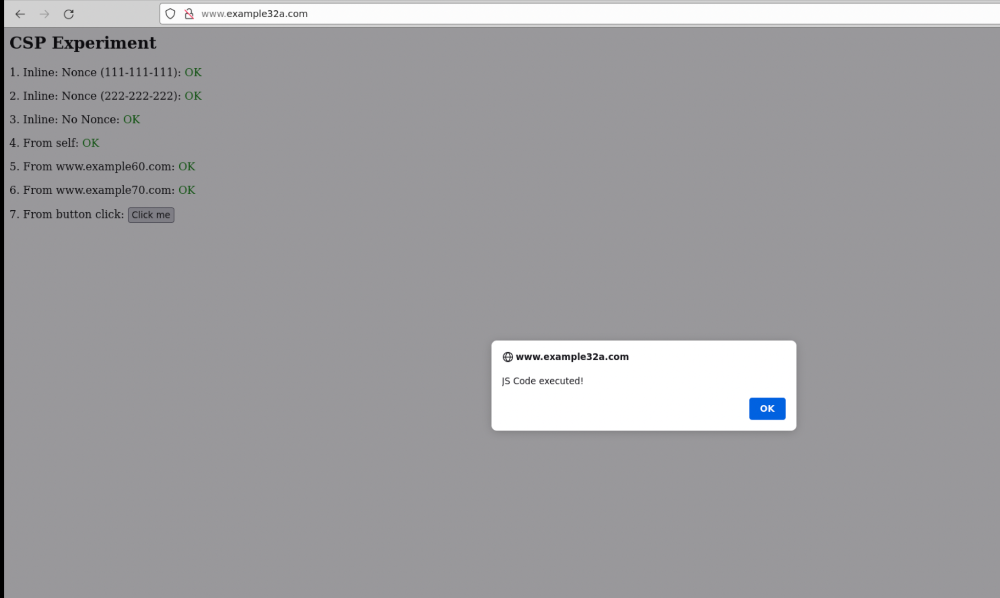 www.example32a.com
CSP Experiment
1. Inline: Nonce (111-111-111): OK
2. Inline: Nonce (222-222-222): OK
3. Inline: No Nonce: OK
4. From self: OK
5. From www.example60.com: OK
6. From www.example70.com: OK
7. From button click: Click me
www.example32a.com
JS Code executed!
OK